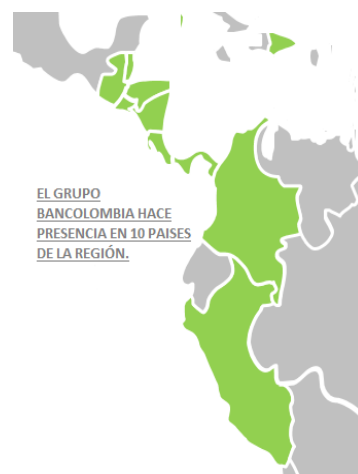 EL GRUPO
BANCOLOMBIA HACE
PRESENCIA EN 10 PAISES
DE LA REGIÓN.